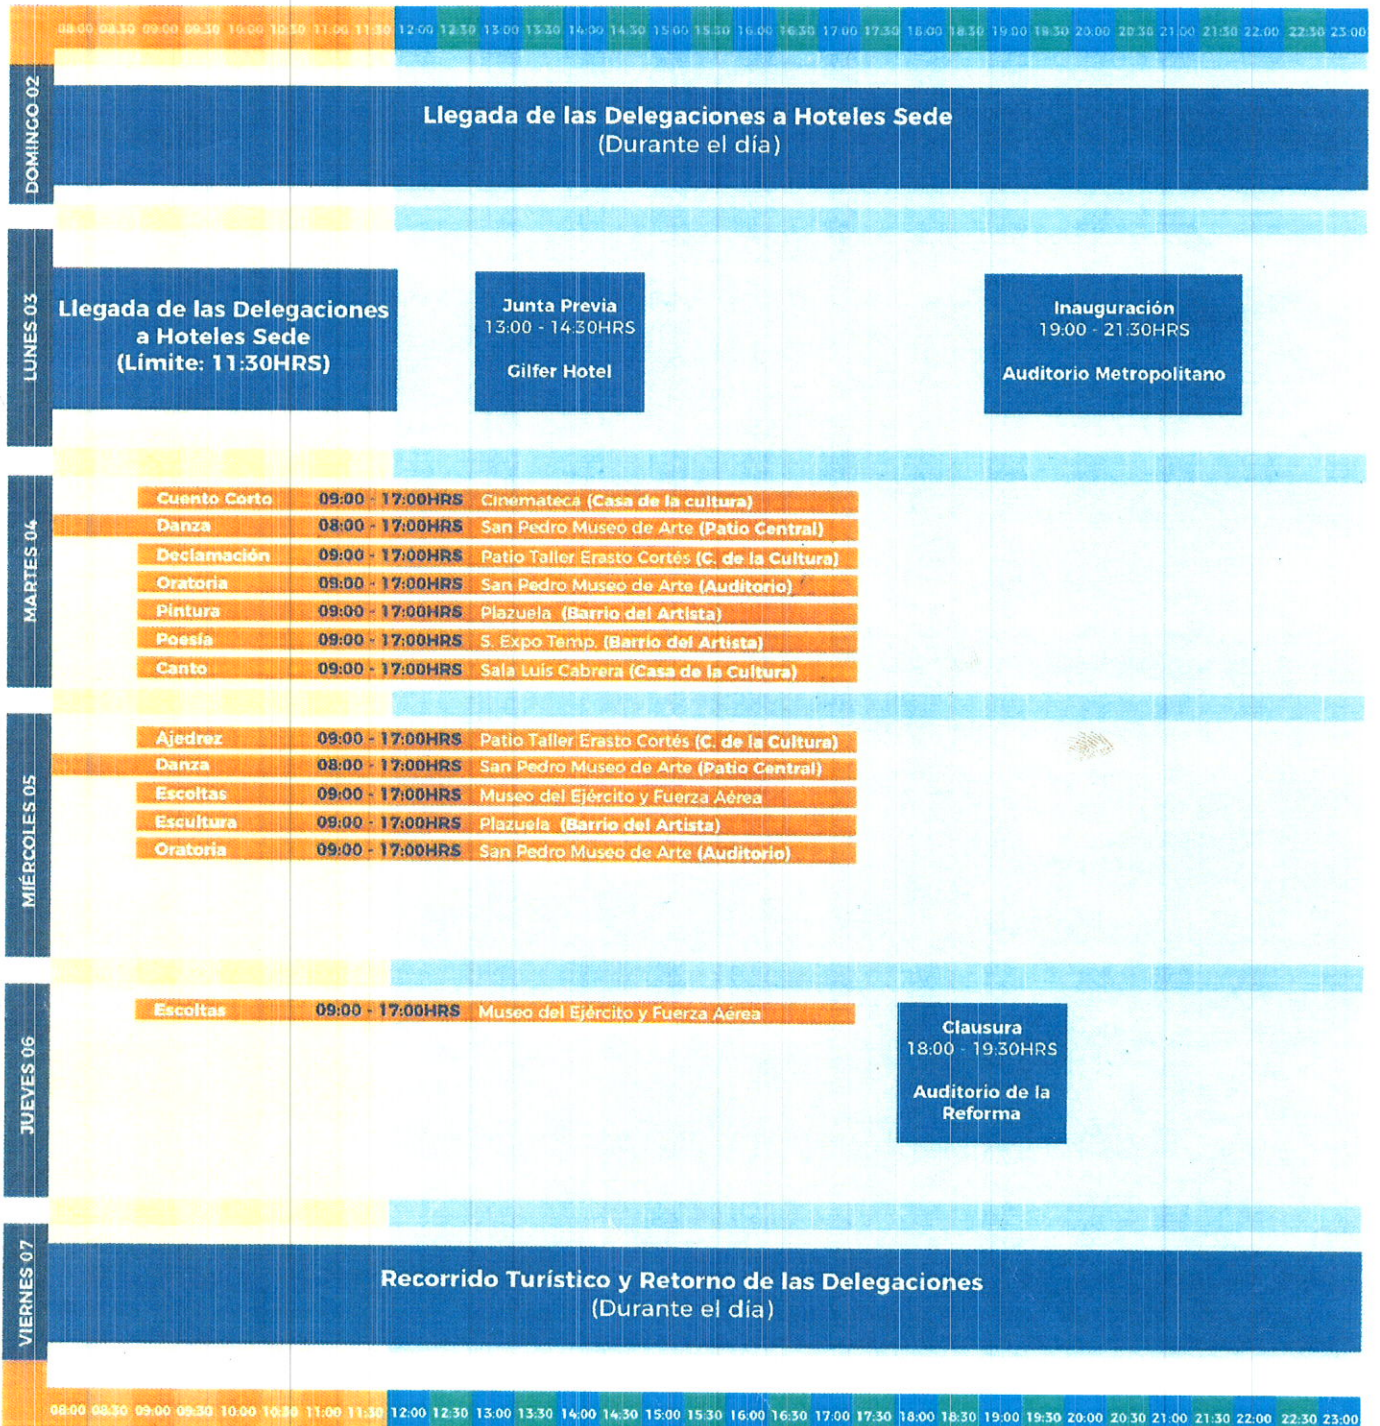 08:00 08:30 09:00 09:30 10:00 10:30 11:00 11:30 12:00 12:30 13:00 13:30 14:00 14:30 15:00 15:30 16:00 16:30 17:00 17:30 18:00 18:30 19:00 19:30 20:00 20:30 21:00 21:30 22:00 22:30 23:00
DOMINGO 02
Llegada de las Delegaciones a Hoteles Sede
(Durante el día)
LUNES 03
Llegada de las Delegaciones
a Hoteles Sede
(Límite: 11:30HRS)
Junta Previa
13:00 - 14:30HRS
Gilfer Hotel
Inauguración
19:00 - 21:30HRS
Auditorio Metropolitano
MARTES 04
Cuento Corto 09:00 - 17:00HRS Cinemateca (Casa de la cultura)
Danza 08:00 - 17:00HRS San Pedro Museo de Arte (Patio Central)
Declamación 09:00 - 17:00HRS Patio Taller Erasto Cortés (C. de la Cultura)
Oratoria 09:00 - 17:00HRS San Pedro Museo de Arte (Auditorio)
Pintura 09:00 - 17:00HRS Plazuela (Barrio del Artista)
Poesía 09:00 - 17:00HRS S. Expo Temp. (Barrio del Artista)
Canto 09:00 - 17:00HRS Sala Luis Cabrera (Casa de la Cultura)
MIÉRCOLES 05
Ajedrez 09:00 - 17:00HRS Patio Taller Erasto Cortés (C. de la Cultura)
Danza 08:00 - 17:00HRS San Pedro Museo de Arte (Patio Central)
Escoltas 09:00 - 17:00HRS Museo del Ejército y Fuerza Aérea
Escultura 09:00 - 17:00HRS Plazuela (Barrio del Artista)
Oratoria 09:00 - 17:00HRS San Pedro Museo de Arte (Auditorio)
JUEVES 06
Escoltas 09:00 - 17:00HRS Museo del Ejército y Fuerza Aérea
Clausura
18:00 - 19:30HRS
Auditorio de la
Reforma
VIERNES 07
Recorrido Turístico y Retorno de las Delegaciones
(Durante el día)
08:00 08:30 09:00 09:30 10:00 10:30 11:00 11:30 12:00 12:30 13:00 13:30 14:00 14:30 15:00 15:30 16:00 16:30 17:00 17:30 18:00 18:30 19:00 19:30 20:00 20:30 21:00 21:30 22:00 22:30 23:00